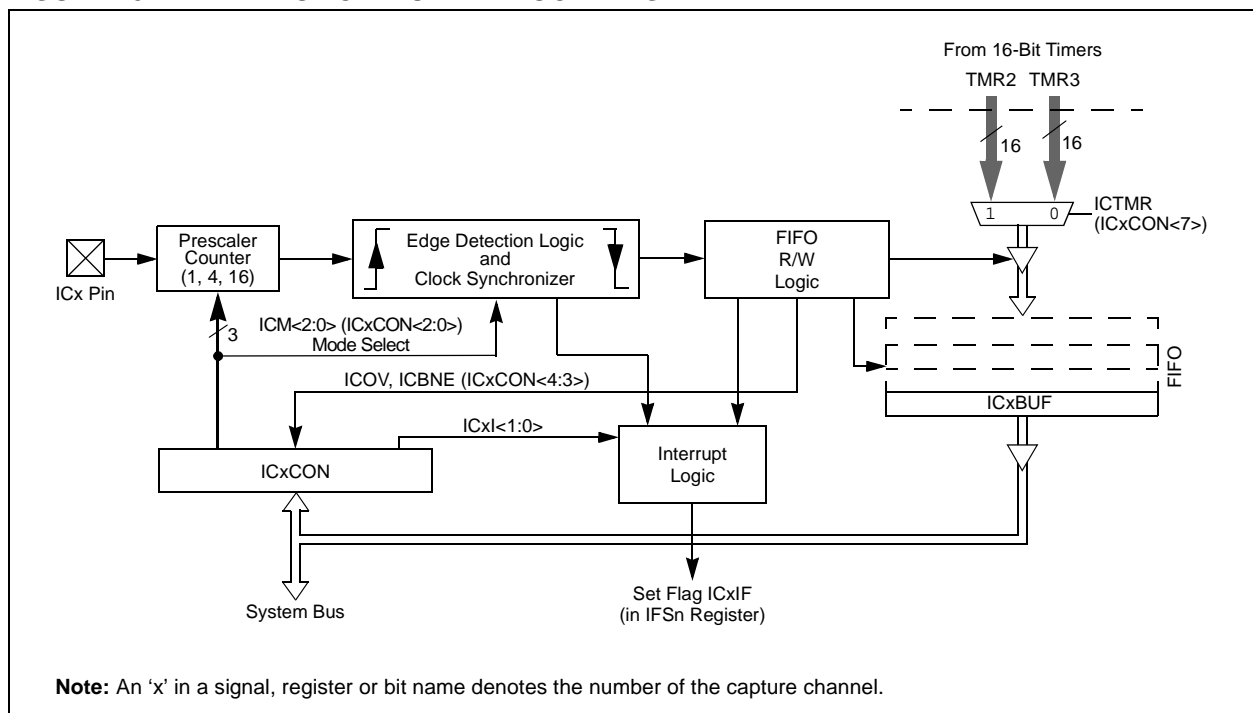 From 16-Bit Timers
TMR2 TMR3
16 16
1 0
ICTMR
(ICxCON<7>)
ICx Pin
Prescaler
Counter
(1, 4, 16)
Edge Detection Logic
and
Clock Synchronizer
FIFO
R/W
Logic
3
ICM<2:0> (ICxCON<2:0>)
Mode Select
ICOV, ICBNE (ICxCON<4:3>)
FIFO
ICxBUF
ICxI<1:0>
ICxCON
Interrupt
Logic
System Bus
Set Flag ICxIF
(in IFSn Register)
Note: An ‘x’ in a signal, register or bit name denotes the number of the capture channel.